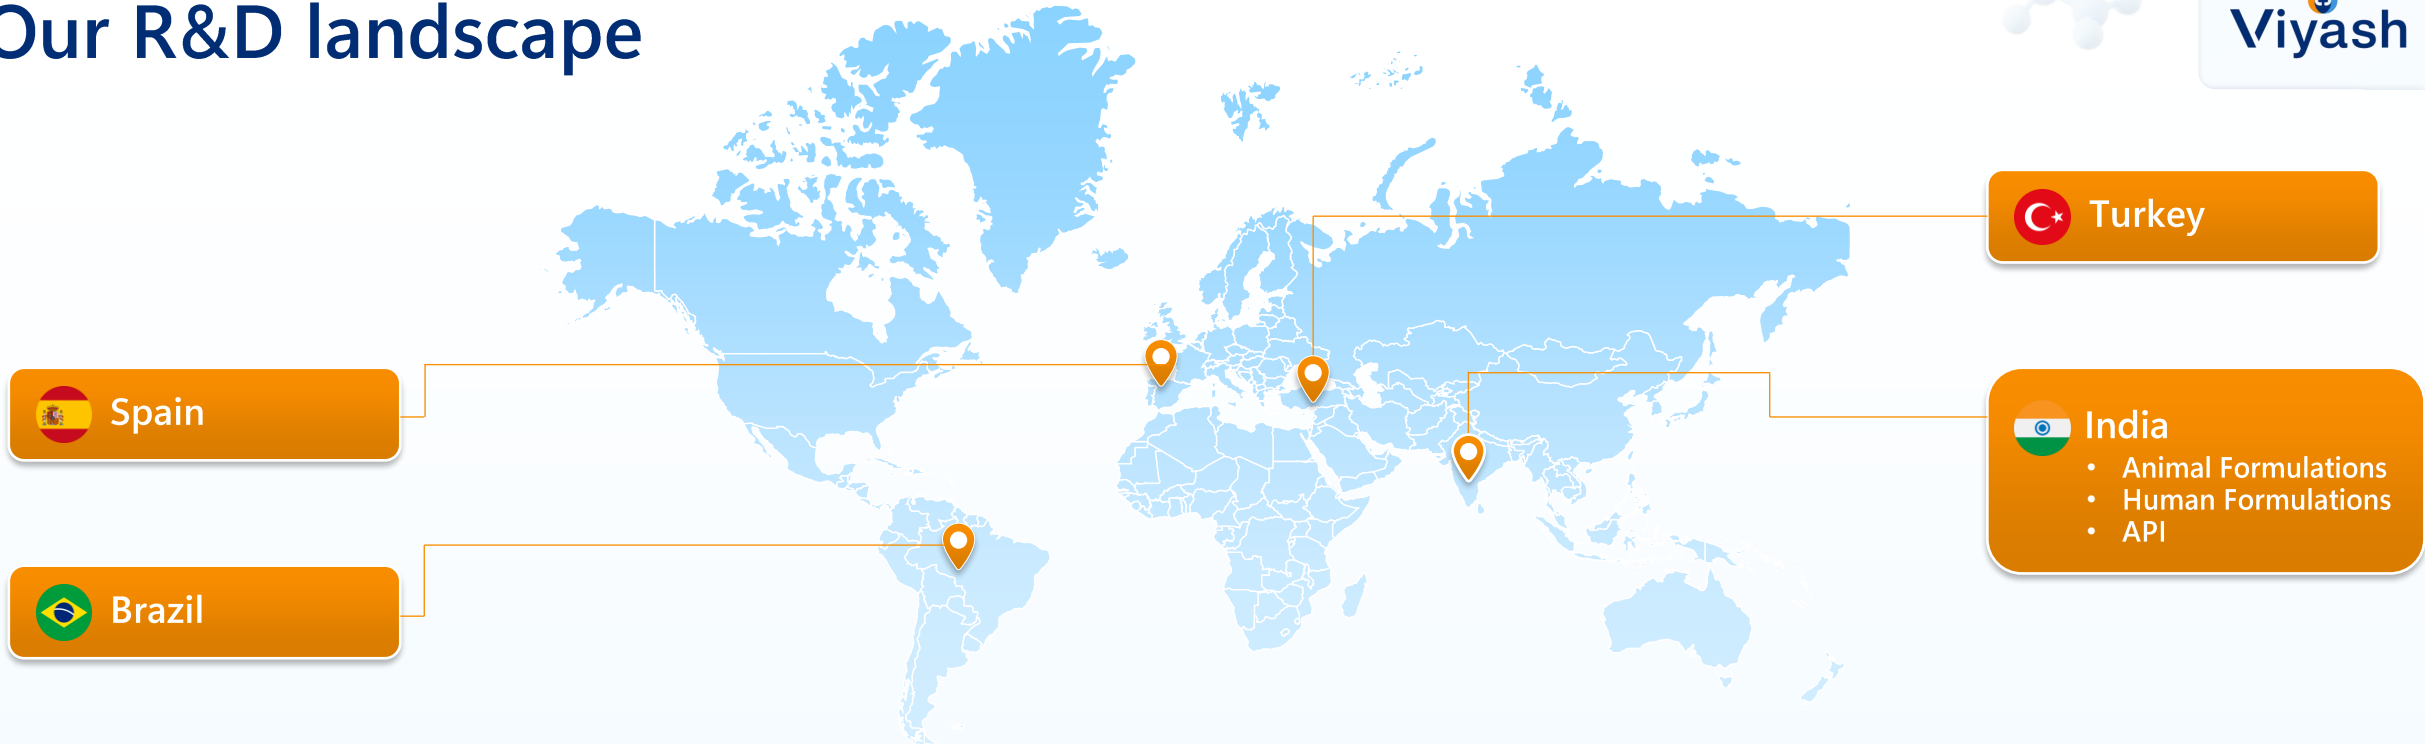 Our R&D landscape
Viyash
Turkey
Spain
India
• Animal Formulations
• Human Formulations
• API
Brazil